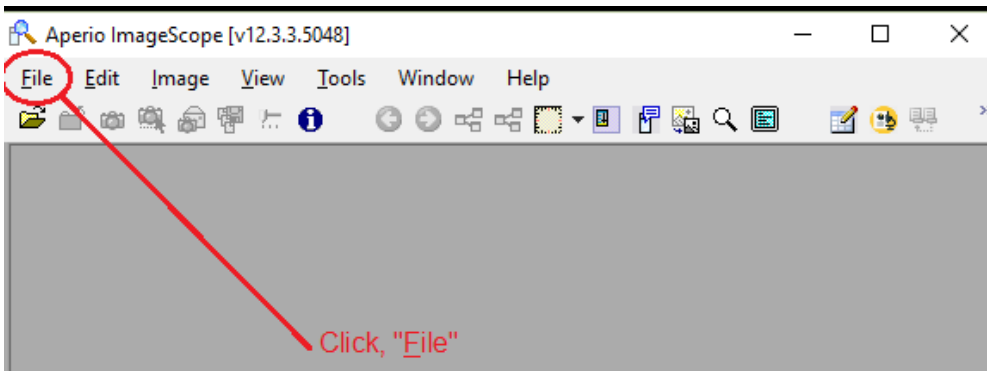 Aperio ImageScope [v12.3.3.5048]
File Edit Image View Tools Window Help
Click, "File"